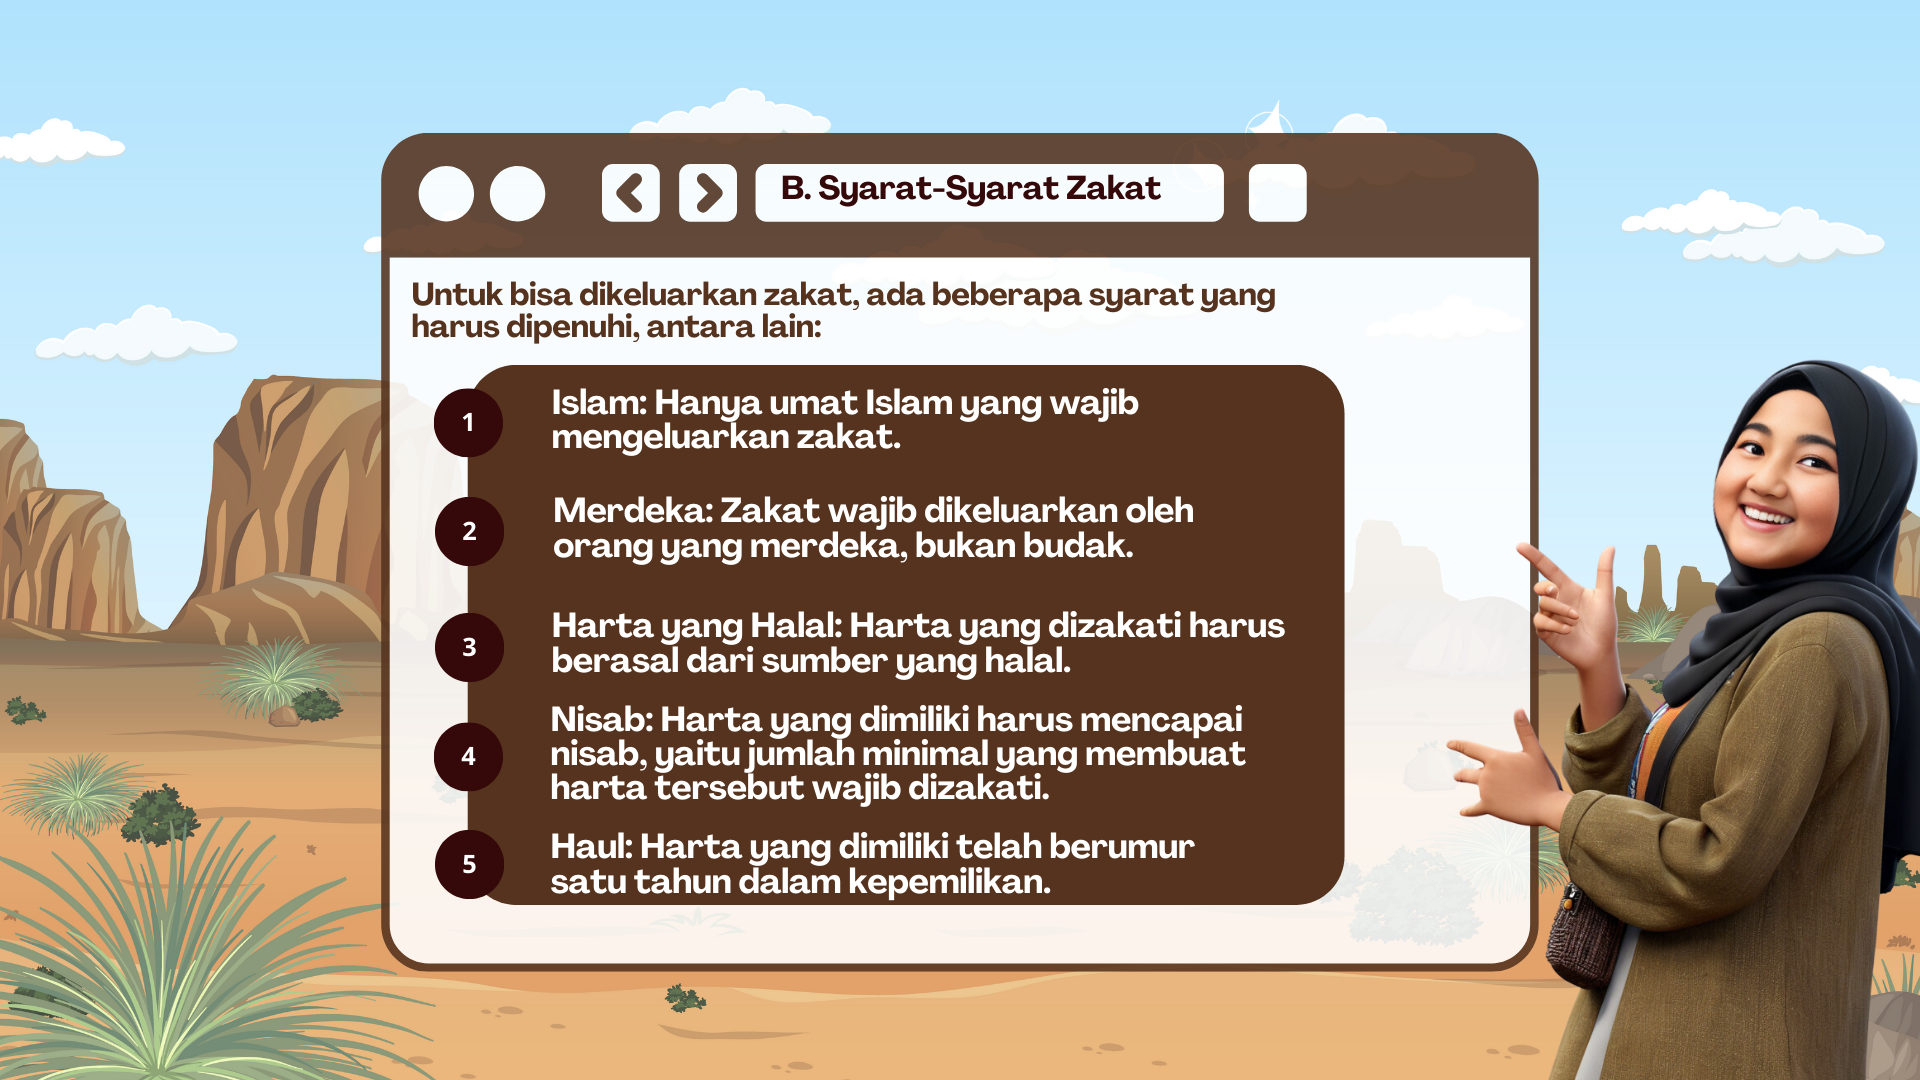 B. Syarat-Syarat Zakat
Untuk bisa dikeluarkan zakat, ada beberapa syarat yang
harus dipenuhi, antara lain:
1
Islam: Hanya umat Islam yang wajib
mengeluarkan zakat.
2
Merdeka: Zakat wajib dikeluarkan oleh
orang yang merdeka, bukan budak.
3
Harta yang Halal: Harta yang dizakati harus
berasal dari sumber yang halal.
4
Nisab: Harta yang dimiliki harus mencapai
nisab, yaitu jumlah minimal yang membuat
harta tersebut wajib dizakati.
5
Haul: Harta yang dimiliki telah berumur
satu tahun dalam kepemilikan.